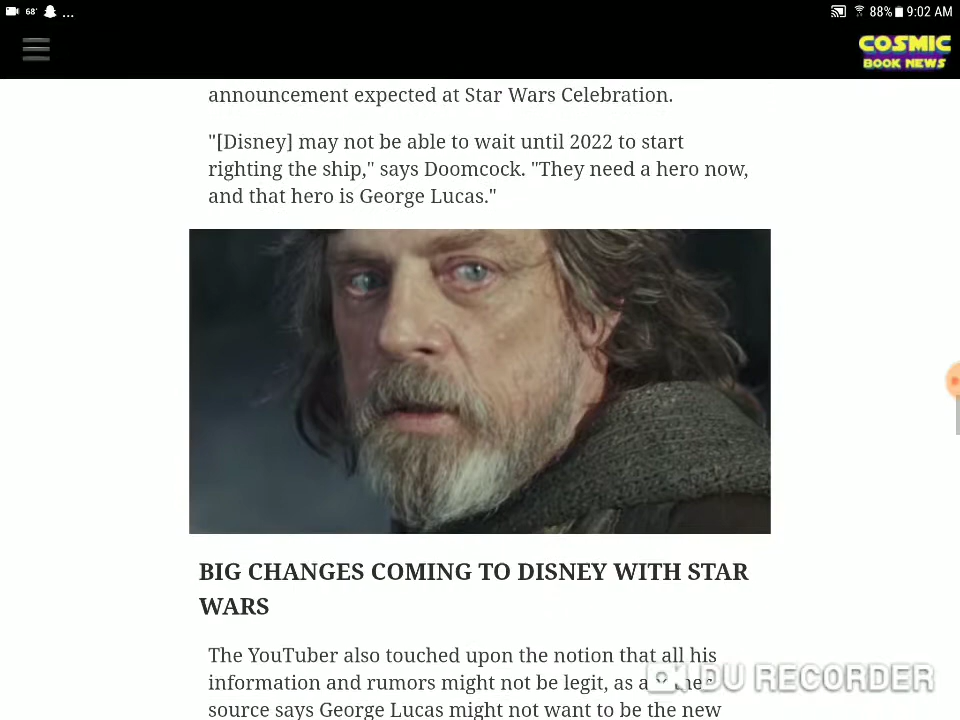 68°
...
88%
9:02 AM
COSMIC
BOOK NEWS
announcement expected at Star Wars Celebration.
"[Disney] may not be able to wait until 2022 to start
righting the ship," says Doomcock. "They need a hero now,
and that hero is George Lucas."
BIG CHANGES COMING TO DISNEY WITH STAR
WARS
The YouTuber also touched upon the notion that all his
information and rumors might not be legit, as
source says George Lucas might not want to be the new
DU RECORDER